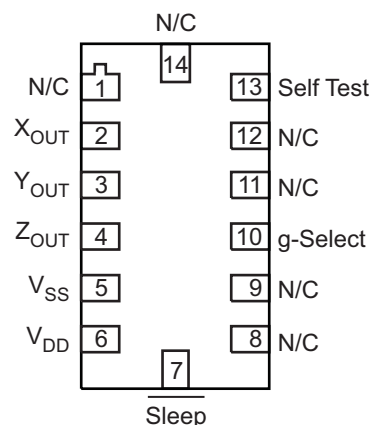 N/C
14
N/C 1 13 Self Test
XOUT 2 12 N/C
YOUT 3 11 N/C
ZOUT 4 10 g-Select
VSS 5 9 N/C
VDD 6 8 N/C
7
Sleep